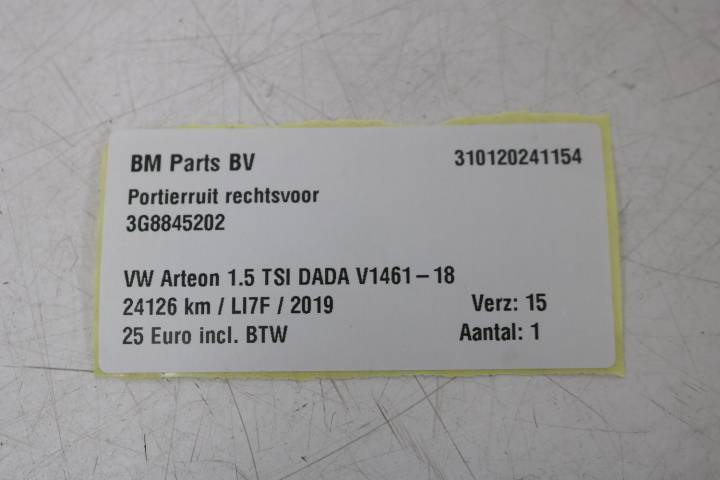 BM Parts BV 310120241154
Portierruit rechtsvoor
3G8845202
VW Arteon 1.5 TSI DADA V1461-18
24126 km / LI7F / 2019 Verz: 15
25 Euro incl. BTW Aantal: 1